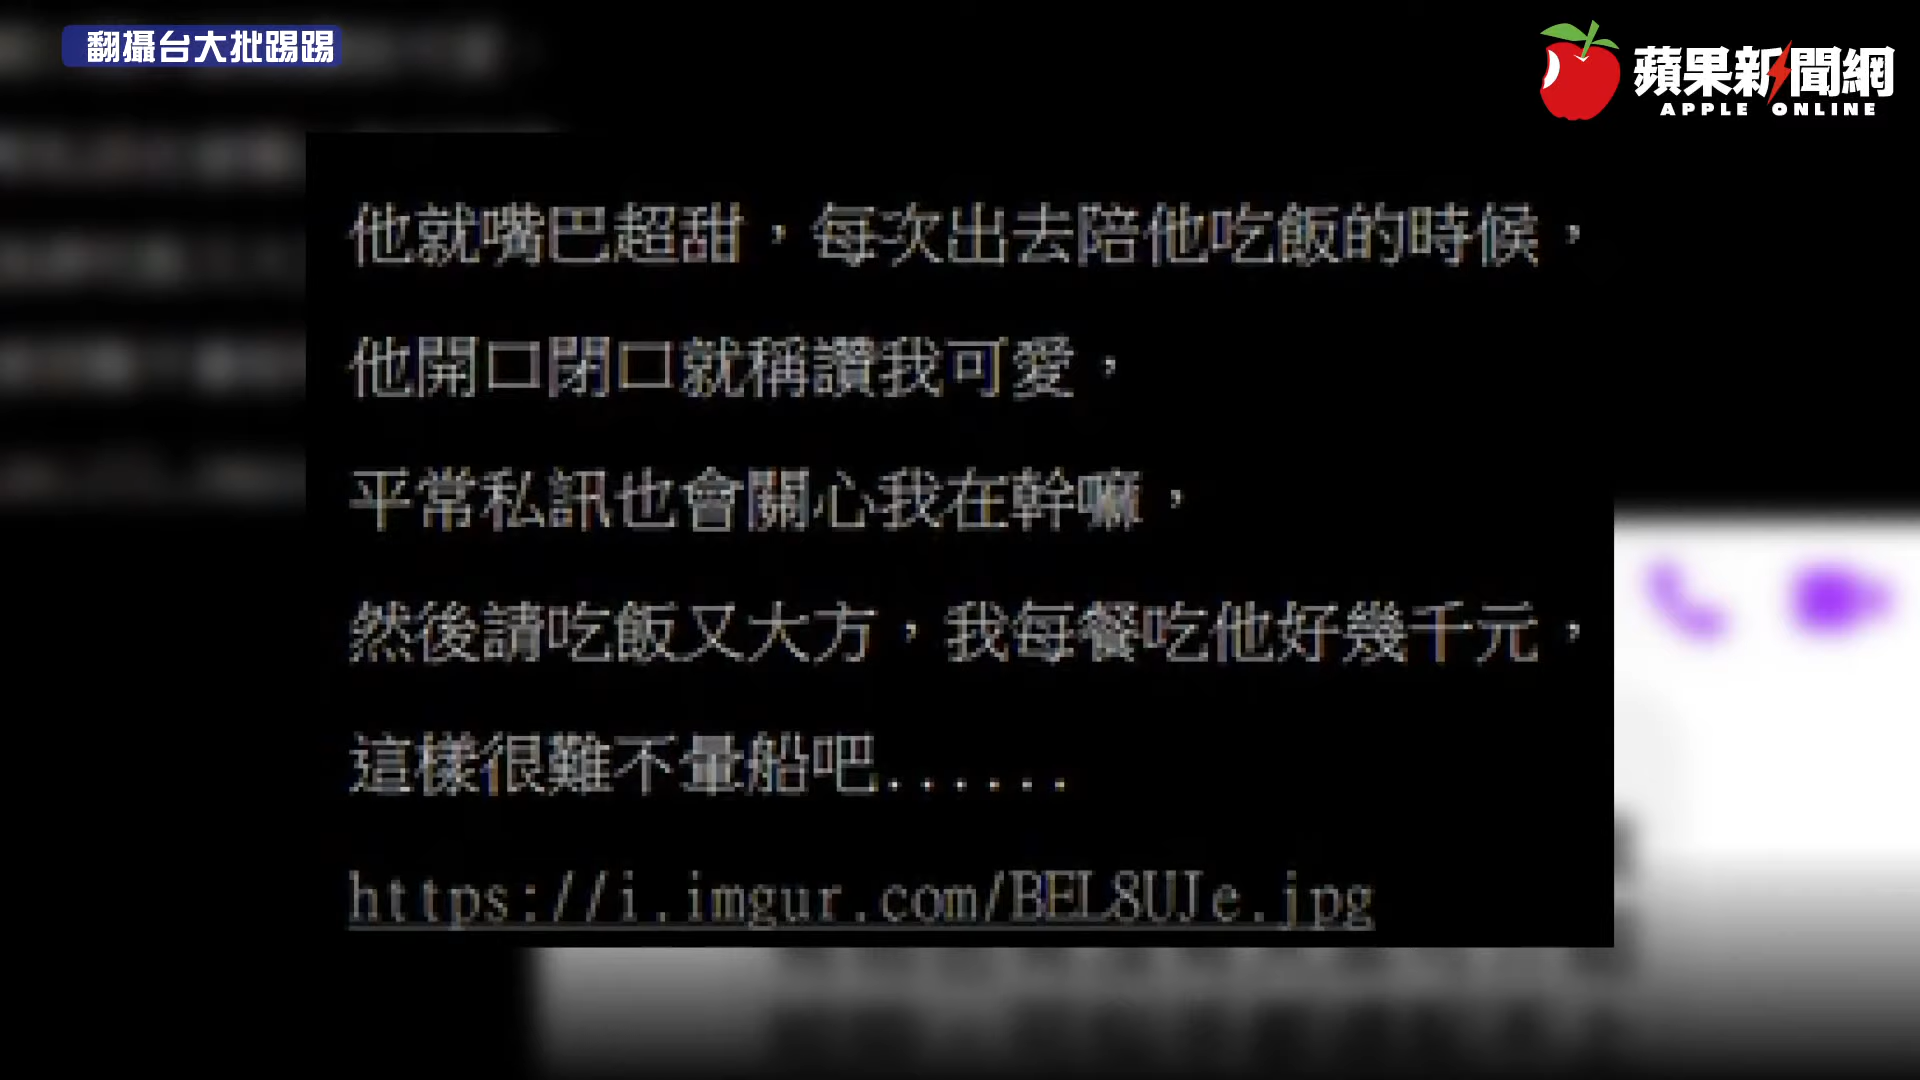 翻攝台大批踢踢
蘋果新聞網
APPLE ONLINE
他就嘴巴超甜，每次出去陪他吃飯的時候，
他開口閉口就稱讚我可愛，
平常私訊也會關心我在幹嘛，
然後請吃飯又大方，我每餐吃他好幾千元，
這樣很難不暈船吧......
https://i.imgur.com/BEL8UJe.jpg